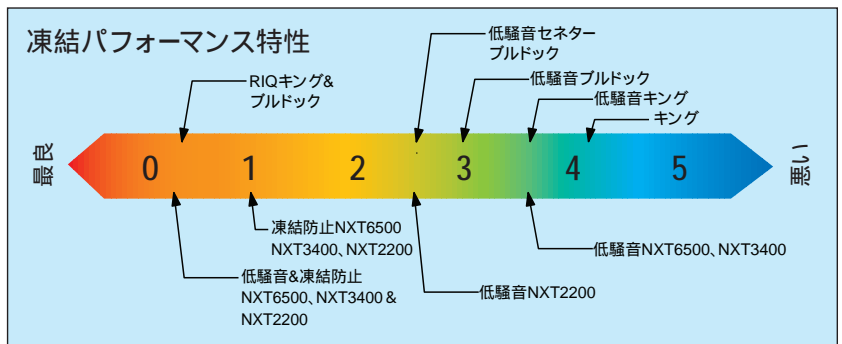 凍結パフォーマンス特性
RIQキング&
ブルドック
低騒音セネター
ブルドック
低騒音ブルドック
低騒音キング
キング
最良
0 1 2 3 4 5
悪い
凍結防止NXT6500
NXT3400、NXT2200
低騒音&凍結防止
NXT6500、NXT3400 &
NXT2200
低騒音NXT2200
低騒音NXT6500、NXT3400